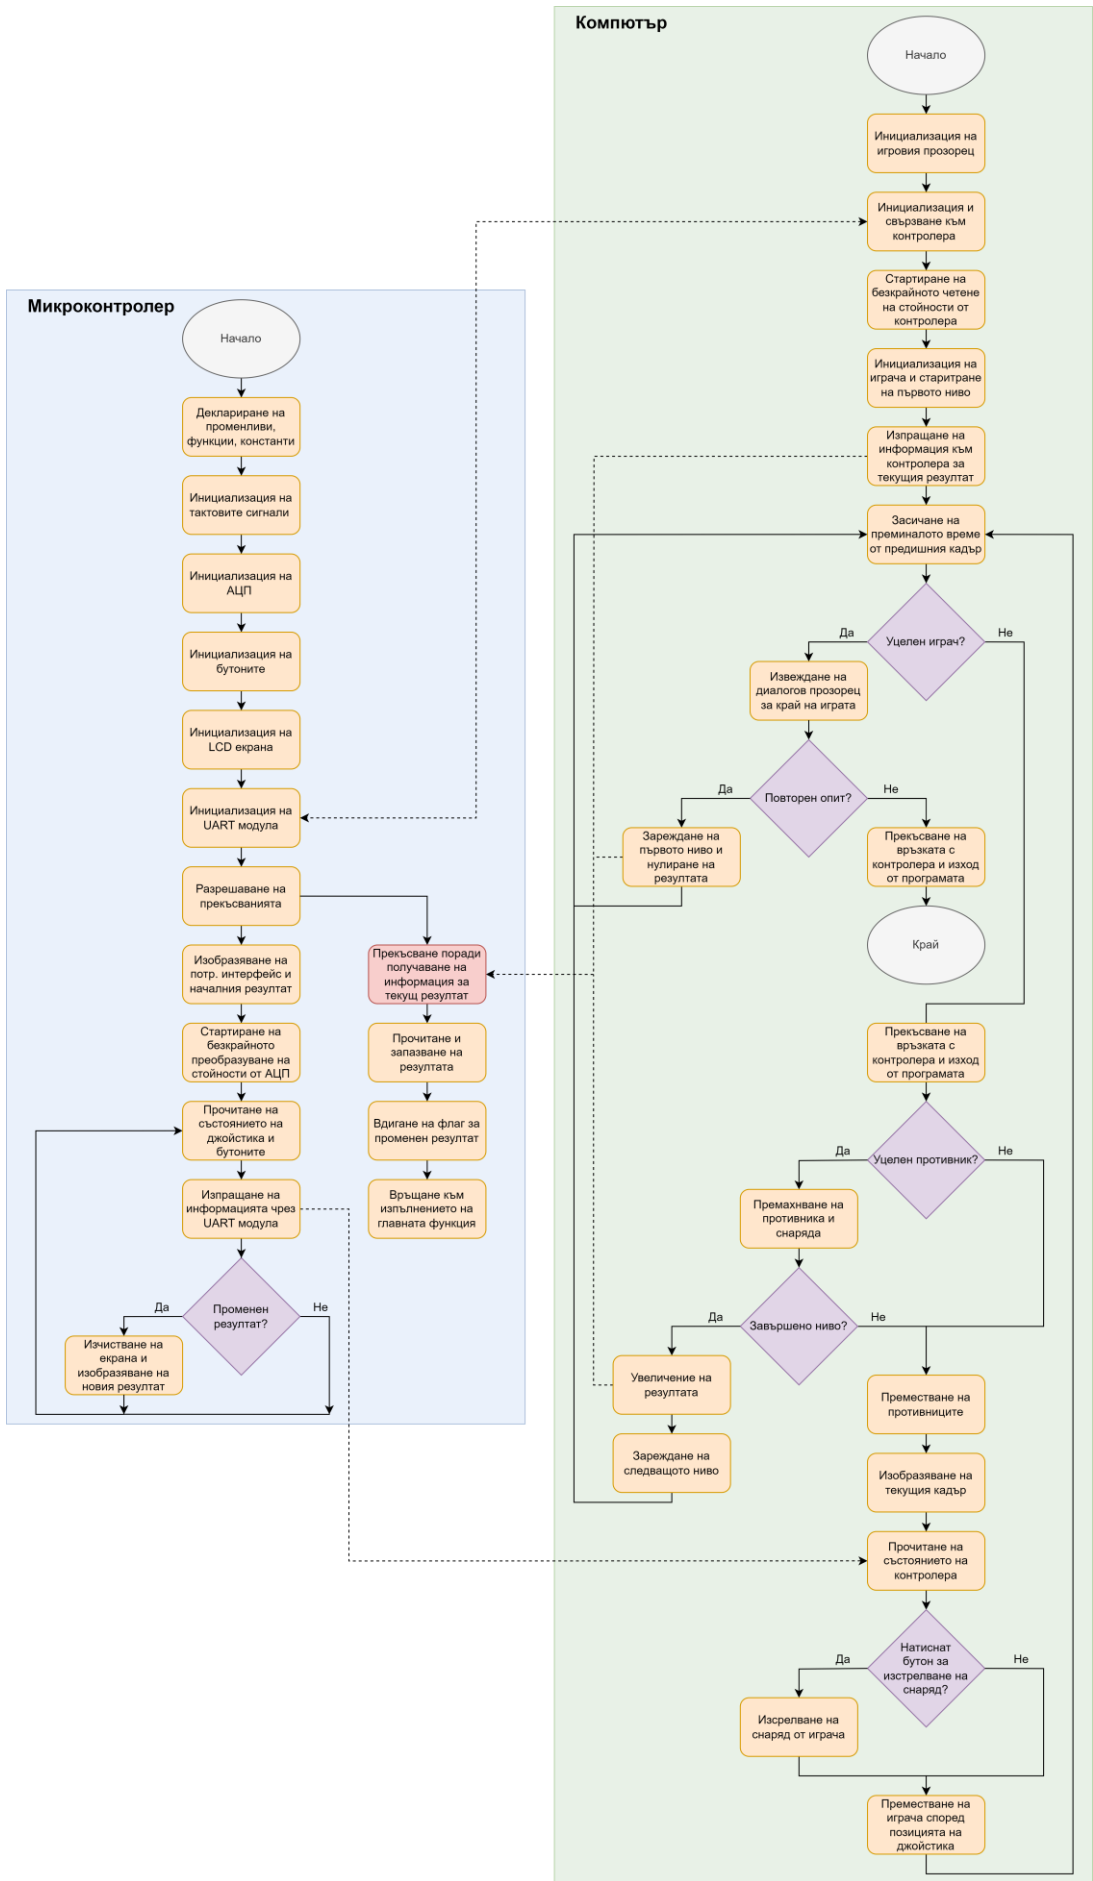 Компютър
Начало
Инициализация на
игровия прозорец
Инициализация и
свързване към
контролера
Стартиране на
безкрайното четене
на стойности от
контролера
Инициализация на
играча и старитране
на първото ниво
Изпращане на
информация към
контролера за
текущия резултат
Засичане на
преминалото време
от предишния кадър
Уцелен играч?
Да
Не
Извеждане на
диалогов прозорец
за край на играта
Повторен опит?
Да
Не
Зареждане на
първото ниво и
нулиране на
резултата
Прекъсване на
връзката с
контролера и изход
от програмата
Край
Прекъсване на
връзката с
контролера и изход
от програмата
Уцелен противник?
Да
Не
Премахнване на
противника и
снаряда
Завършено ниво?
Да
Не
Увеличение на
резултата
Зареждане на
следващото ниво
Преместване на
противниците
Изобразяване на
текущия кадър
Прочитане на
състоянието на
контролера
Натиснат
бутон за
изстрелване на
снаряд?
Да
Не
Изсрелване на
снаряд от играча
Преместване на
играча според
позицията на
джойстика
Микроконтролер
Начало
Деклариране на
променливи,
функции, константи
Инициализация на
тактовите сигнали
Инициализация на
АЦП
Инициализация на
бутоните
Инициализация на
LCD екрана
Инициализация на
UART модула
Разрешаване на
прекъсванията
Изобразяване на
потр. интерфейс и
началния резултат
Стартиране на
безкрайното
преобразуване на
стойности от АЦП
Прочитане на
състоянието на
джойстика и
бутоните
Изпращане на
информацията чрез
UART модула
Променен
резултат?
Да
Не
Изчистване на
екрана и
изобразяване на
новия резултат
Прекъсване поради
получаване на
информация за
текущ резултат
Прочитане и
запазване на
резултата
Вдигане на флаг за
променен резултат
Връщане към
изпълнението на
главната функция